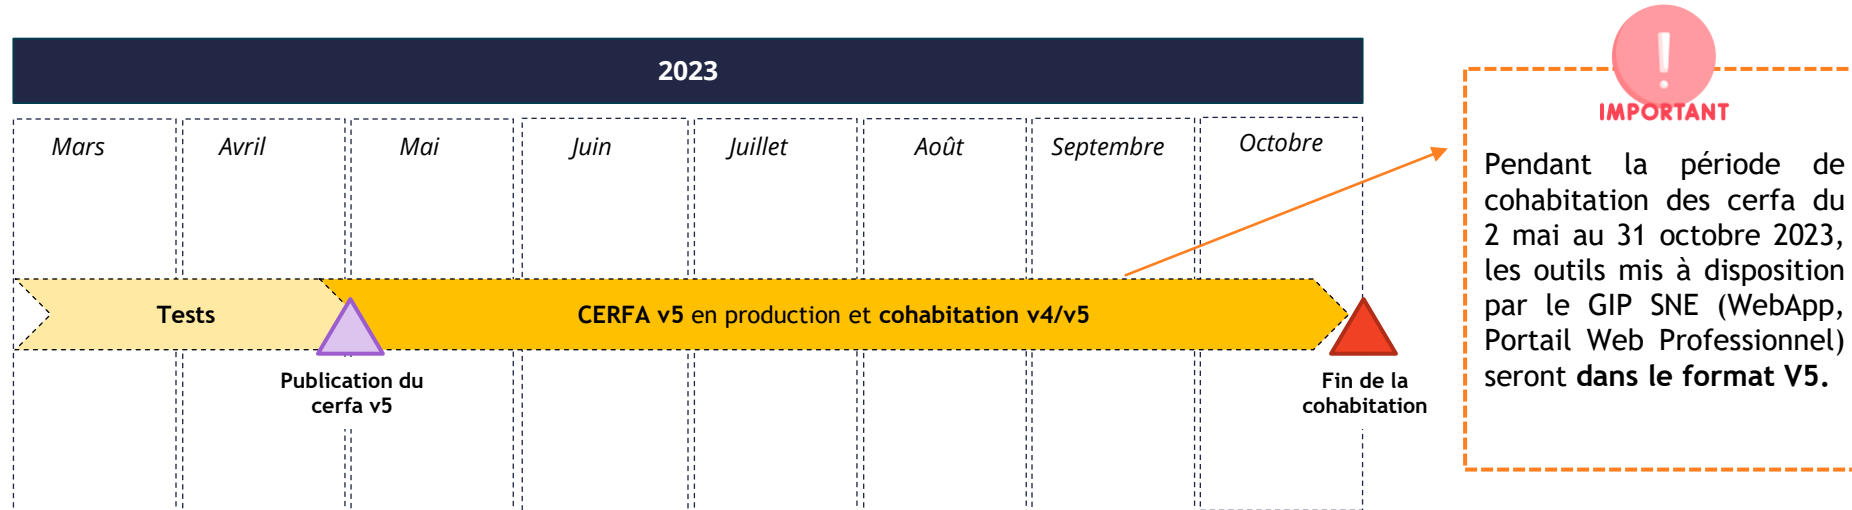 2023
Mars
Avril
Mai
Juin
Juillet
Août
Septembre
Octobre
Tests
CERFA v5 en production et cohabitation v4/v5
Publication du
cerfa v5
Fin de la
cohabitation
IMPORTANT
Pendant la période de
cohabitation des cerfa du
2 mai au 31 octobre 2023,
les outils mis à disposition
par le GIP SNE (WebApp,
Portail Web Professionnel)
seront dans le format V5.